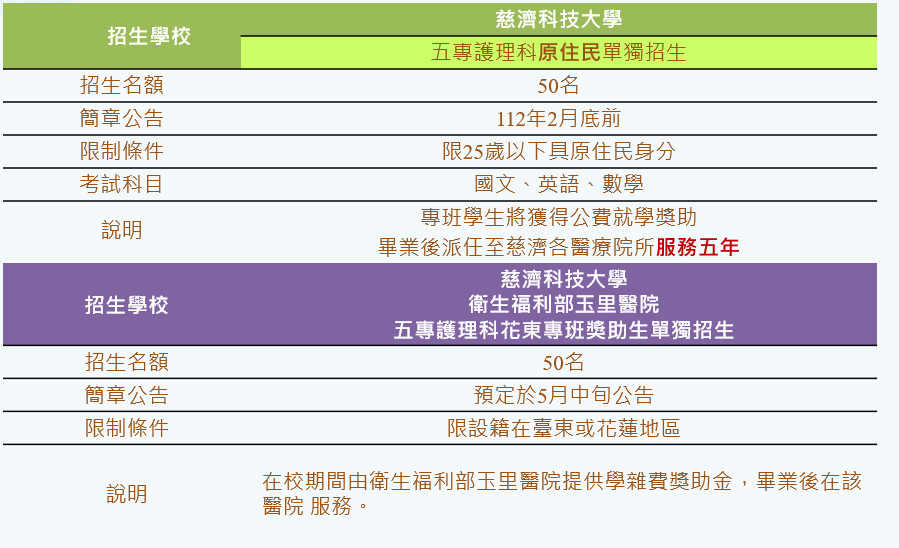 招生學校
慈濟科技大學
五專護理科原住民單獨招生
招生名額 50名
簡章公告 112年2月底前
限制條件 限25歲以下具原住民身分
考試科目 國文、英語、數學
說明
專班學生將獲得公費就學獎助
畢業後派任至慈濟各醫療院所服務五年
招生學校
慈濟科技大學
衛生福利部玉里醫院
五專護理科花東專班獎助生單獨招生
招生名額 50名
簡章公告 預定於5月中旬公告
限制條件 限設籍在臺東或花蓮地區
說明
在校期間由衛生福利部玉里醫院提供學雜費獎助金，畢業後在該
醫院 服務。